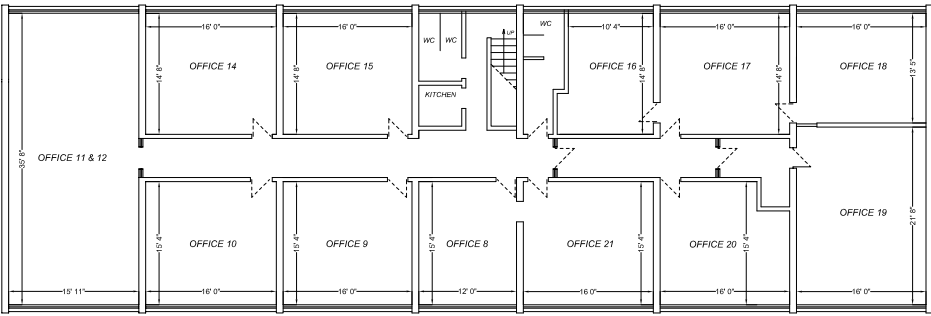 16' 0"
16' 0"
10' 4"
16' 0"
16' 0"
WC
UP
WC
WC
OFFICE 14
OFFICE 15
OFFICE 16
OFFICE 17
OFFICE 18
14' 8"
14' 8"
14' 8"
14' 8"
13' 5"
KITCHEN
OFFICE 11 & 12
35' 8"
OFFICE 10
OFFICE 9
OFFICE 8
OFFICE 21
OFFICE 20
OFFICE 19
15' 4"
15' 4"
15' 4"
15' 4"
15' 4"
21' 8"
15' 11"
16' 0"
16' 0"
12' 0"
16 0"
16' 0"
16' 0"